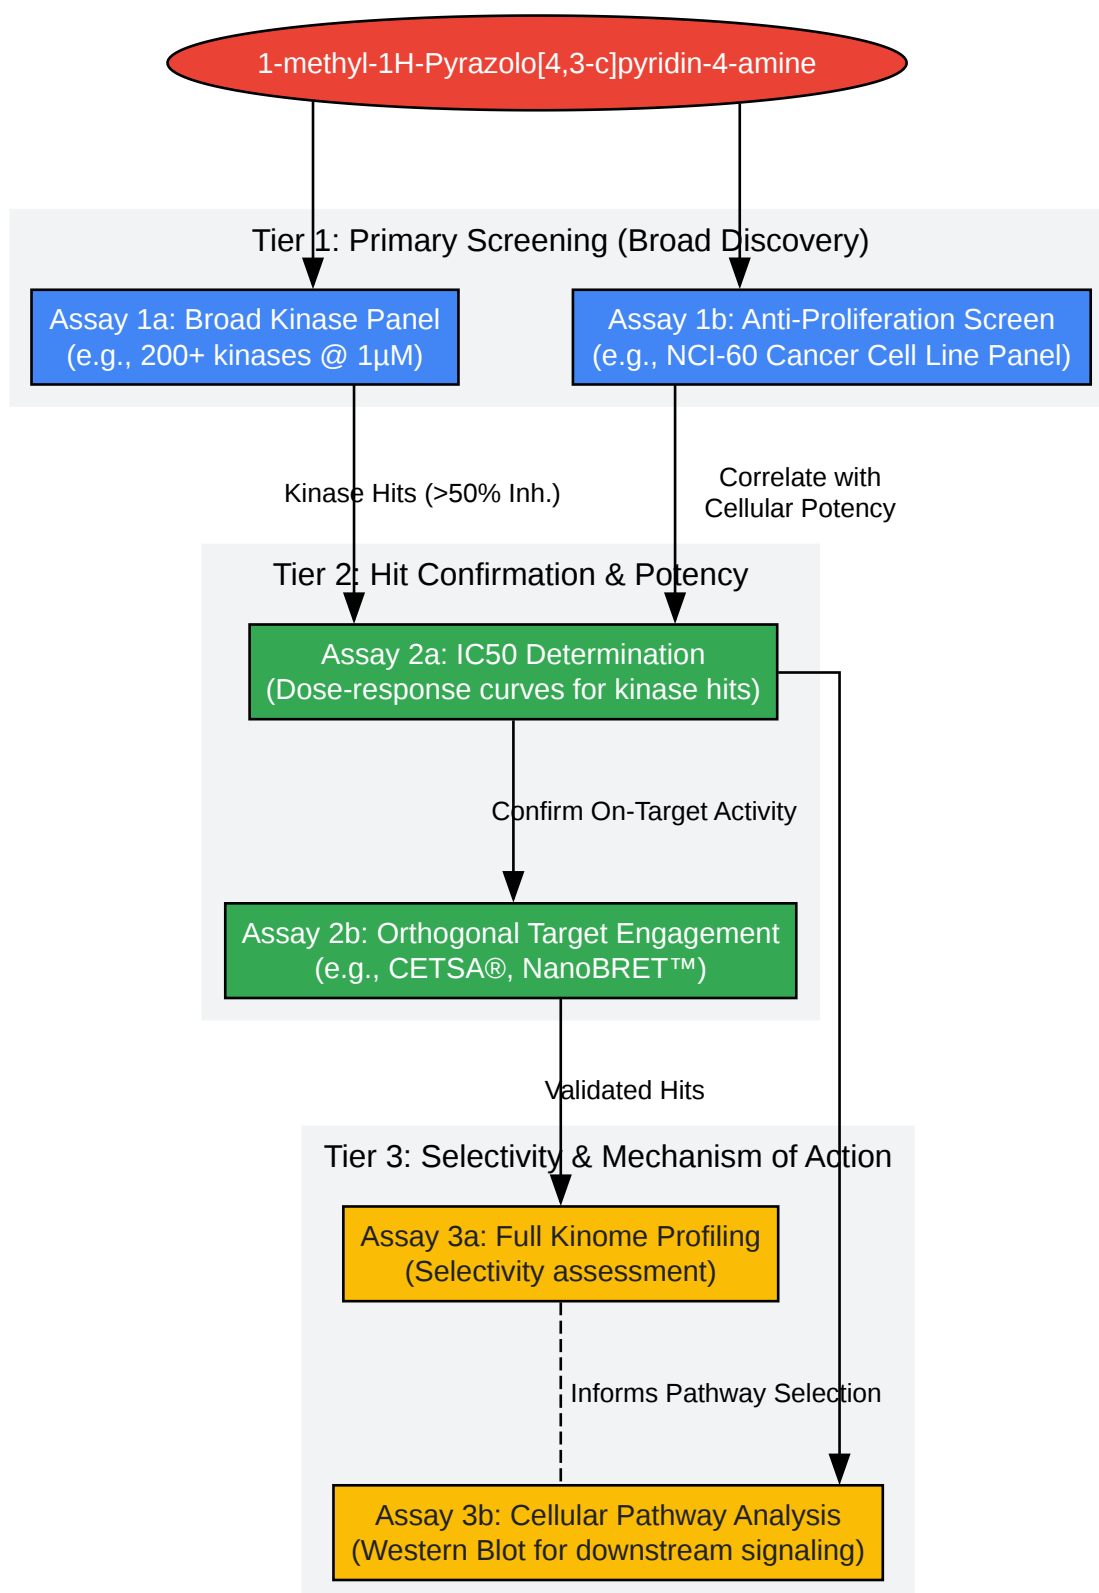 1-methyl-1H-Pyrazolo[4,3-c]pyridin-4-amine
Tier 1: Primary Screening (Broad Discovery)
Assay 1a: Broad Kinase Panel
(e.g., 200+ kinases @ 1µM)
Assay 1b: Anti-Proliferation Screen
(e.g., NCI-60 Cancer Cell Line Panel)
Kinase Hits (>50% Inh.)
Correlate with
Cellular Potency
Tier 2: Hit Confirmation & Potency
Assay 2a: IC50 Determination
(Dose-response curves for kinase hits)
Confirm On-Target Activity
Assay 2b: Orthogonal Target Engagement
(e.g., CETSA®, NanoBRET™)
Validated Hits
Tier 3: Selectivity & Mechanism of Action
Assay 3a: Full Kinome Profiling
(Selectivity assessment)
Informs Pathway Selection
Assay 3b: Cellular Pathway Analysis
(Western Blot for downstream signaling)